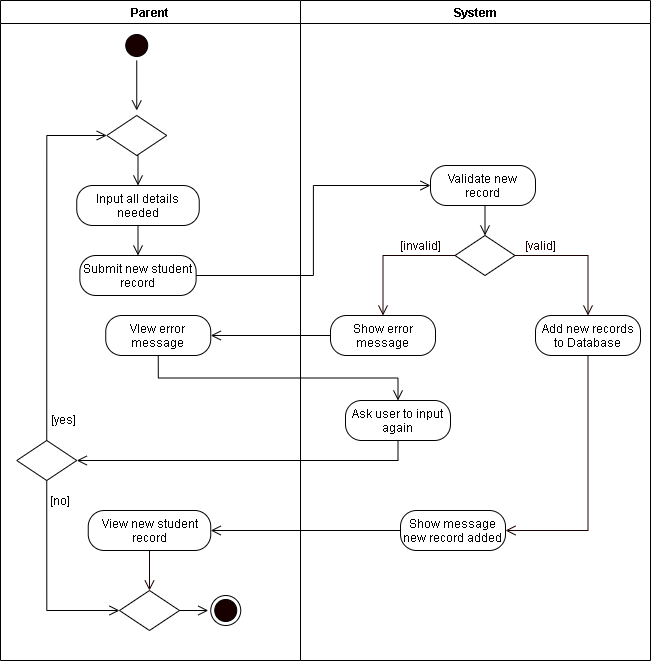 Parent
System
Input all details
needed
Validate new
record
[invalid]
[valid]
Submit new student
record
View error
message
Show error
message
Add new records
to Database
Ask user to input
again
[yes]
[no]
View new student
record
Show message
new record added